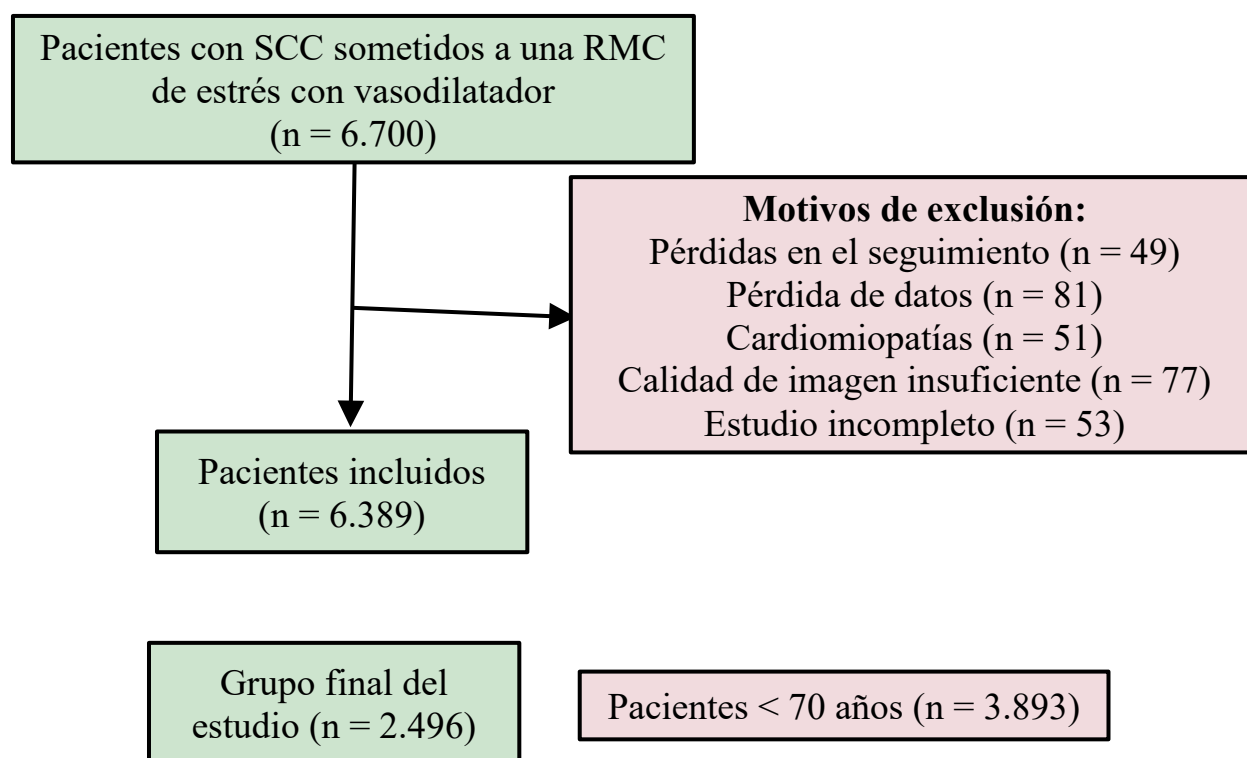 Pacientes con SCC sometidos a una RMC
de estrés con vasodilatador
(n = 6.700)
Motivos de exclusión:
Pérdidas en el seguimiento (n = 49)
Pérdida de datos (n = 81)
Cardiomiopatías (n = 51)
Calidad de imagen insuficiente (n = 77)
Estudio incompleto (n = 53)
Pacientes incluidos
(n = 6.389)
Grupo final del
estudio (n = 2.496)
Pacientes < 70 años (n = 3.893)